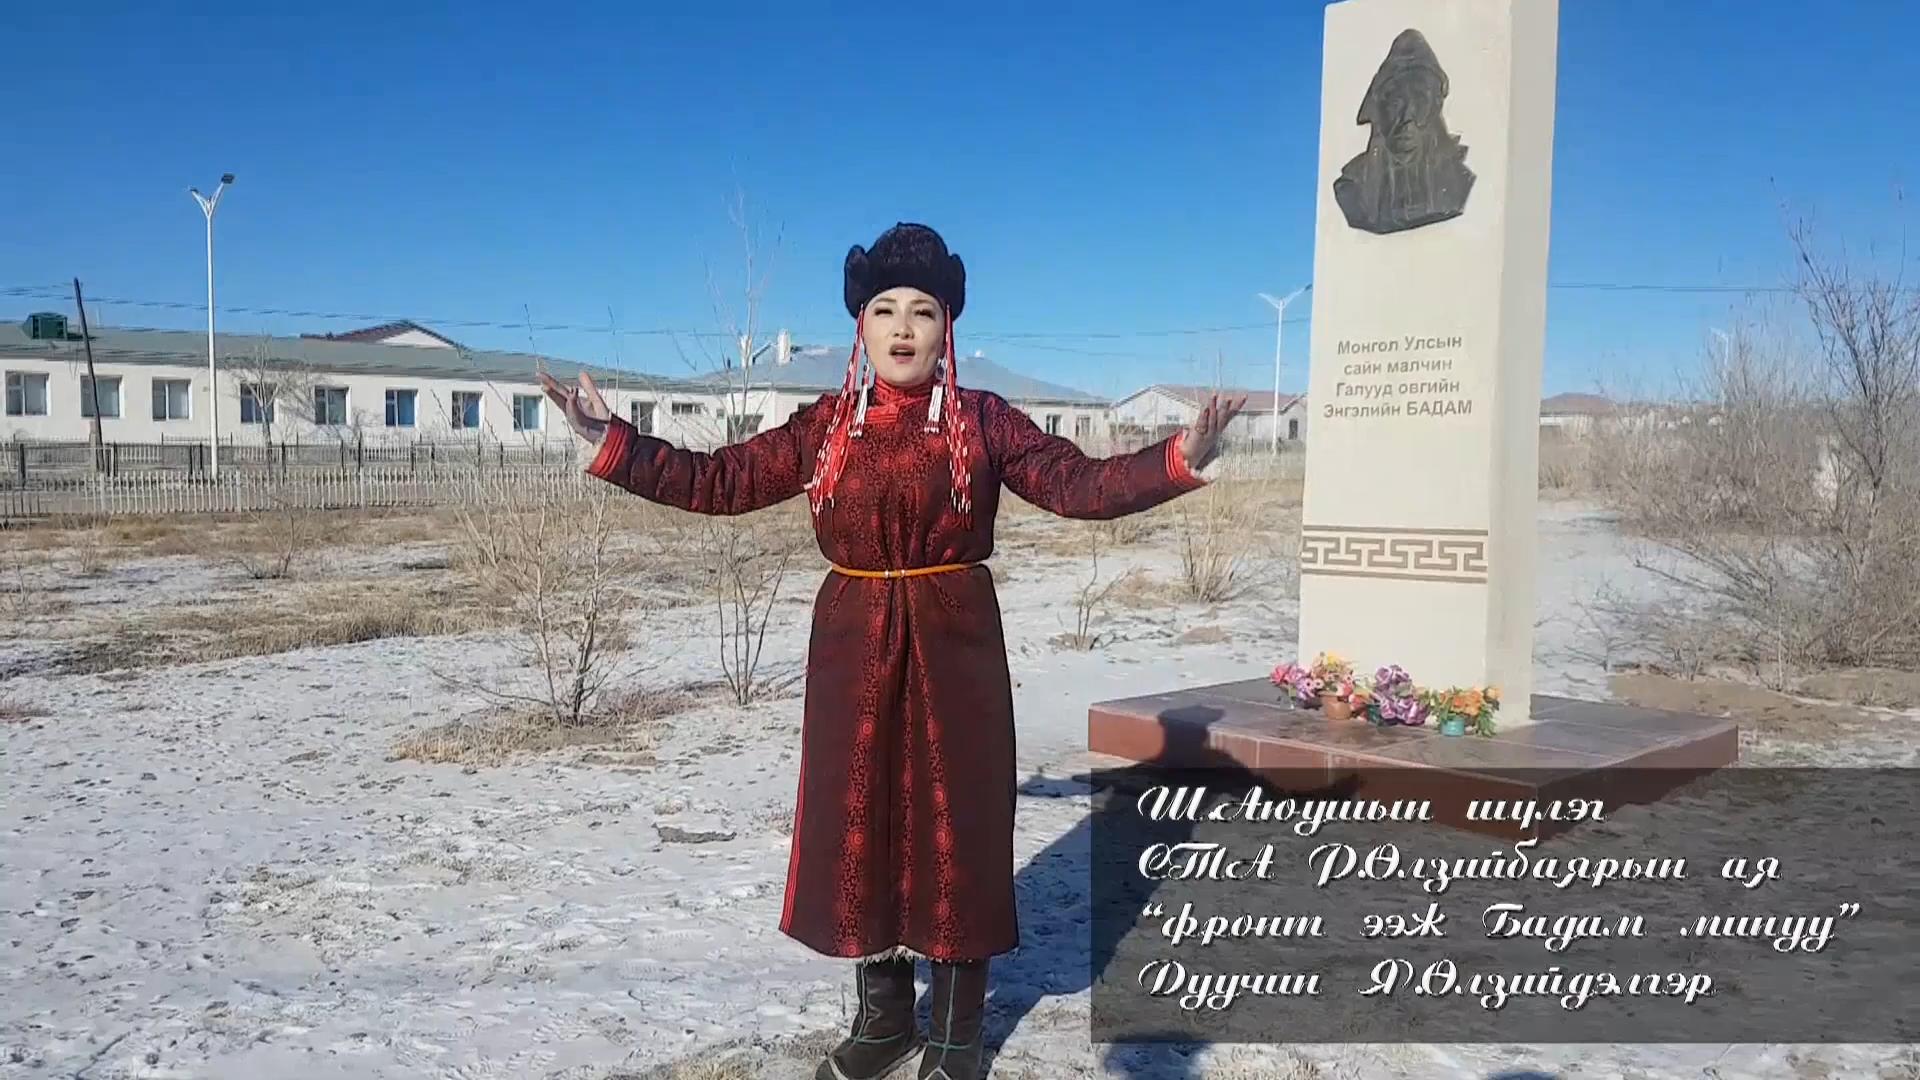 Монгол Улсын
сайн малчин
Галууд овгийн
Энгэлийн БАДАМ
Ш.Аюушын шүлэг
СТА Р.Өлзийбаярын ая
“фронт ээж Бадам минуу”
Дуучин Я.Өлзийдэлгэр